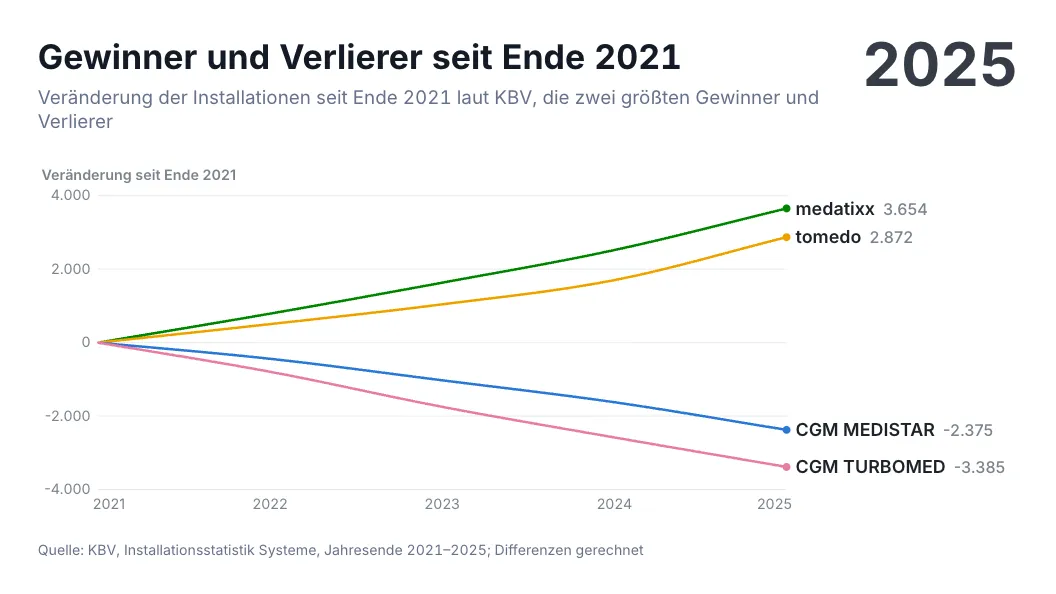 Gewinner und Verlierer seit Ende 2021
2025
Veränderung der Installationen seit Ende 2021 laut KBV, die zwei größten Gewinner und
Verlierer
Veränderung seit Ende 2021
4.000
2.000
0
-2.000
-4.000
medatixx 3.654
tomedo 2.872
CGM MEDISTAR -2.375
CGM TURBOMED -3.385
2021 2022 2023 2024 2025
Quelle: KBV, Installationsstatistik Systeme, Jahresende 2021–2025; Differenzen gerechnet